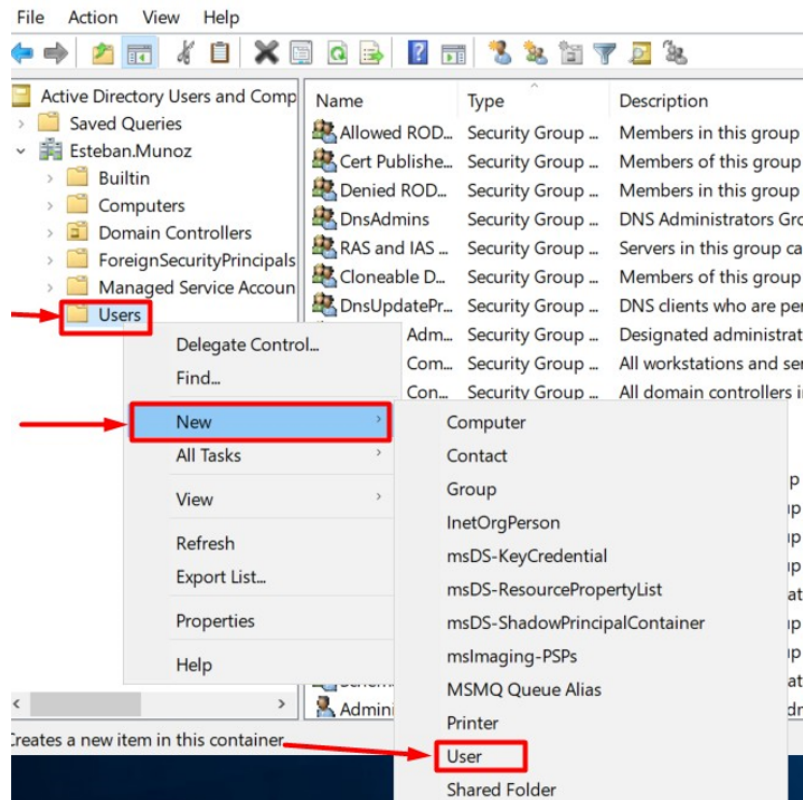 File Action View Help
Active Directory Users and Comp
Saved Queries
Esteban.Munoz
Builtin
Computers
Domain Controllers
ForeignSecurityPrincipals
Managed Service Accoun
Users
Name Type Description
Allowed ROD... Security Group ... Members in this group
Cert Publishe... Security Group ... Members of this group
Denied ROD... Security Group ... Members in this group
DnsAdmins Security Group ... DNS Administrators Gro
RAS and IAS ... Security Group ... Servers in this group ca
Cloneable D... Security Group ... Members of this group
DnsUpdatePr... Security Group ... DNS clients who are per
Adm... Security Group ... Designated administrat
Com... Security Group ... All workstations and ser
Con... Security Group ... All domain controllers i
Delegate Control...
Find...
New
All Tasks
View
Refresh
Export List...
Properties
Help
Computer
Contact
Group
InetOrgPerson
msDS-KeyCredential
msDS-ResourcePropertyList
msDS-ShadowPrincipalContainer
msImaging-PSPs
MSMQ Queue Alias
Printer
User
Shared Folder
Admini
Creates a new item in this container.